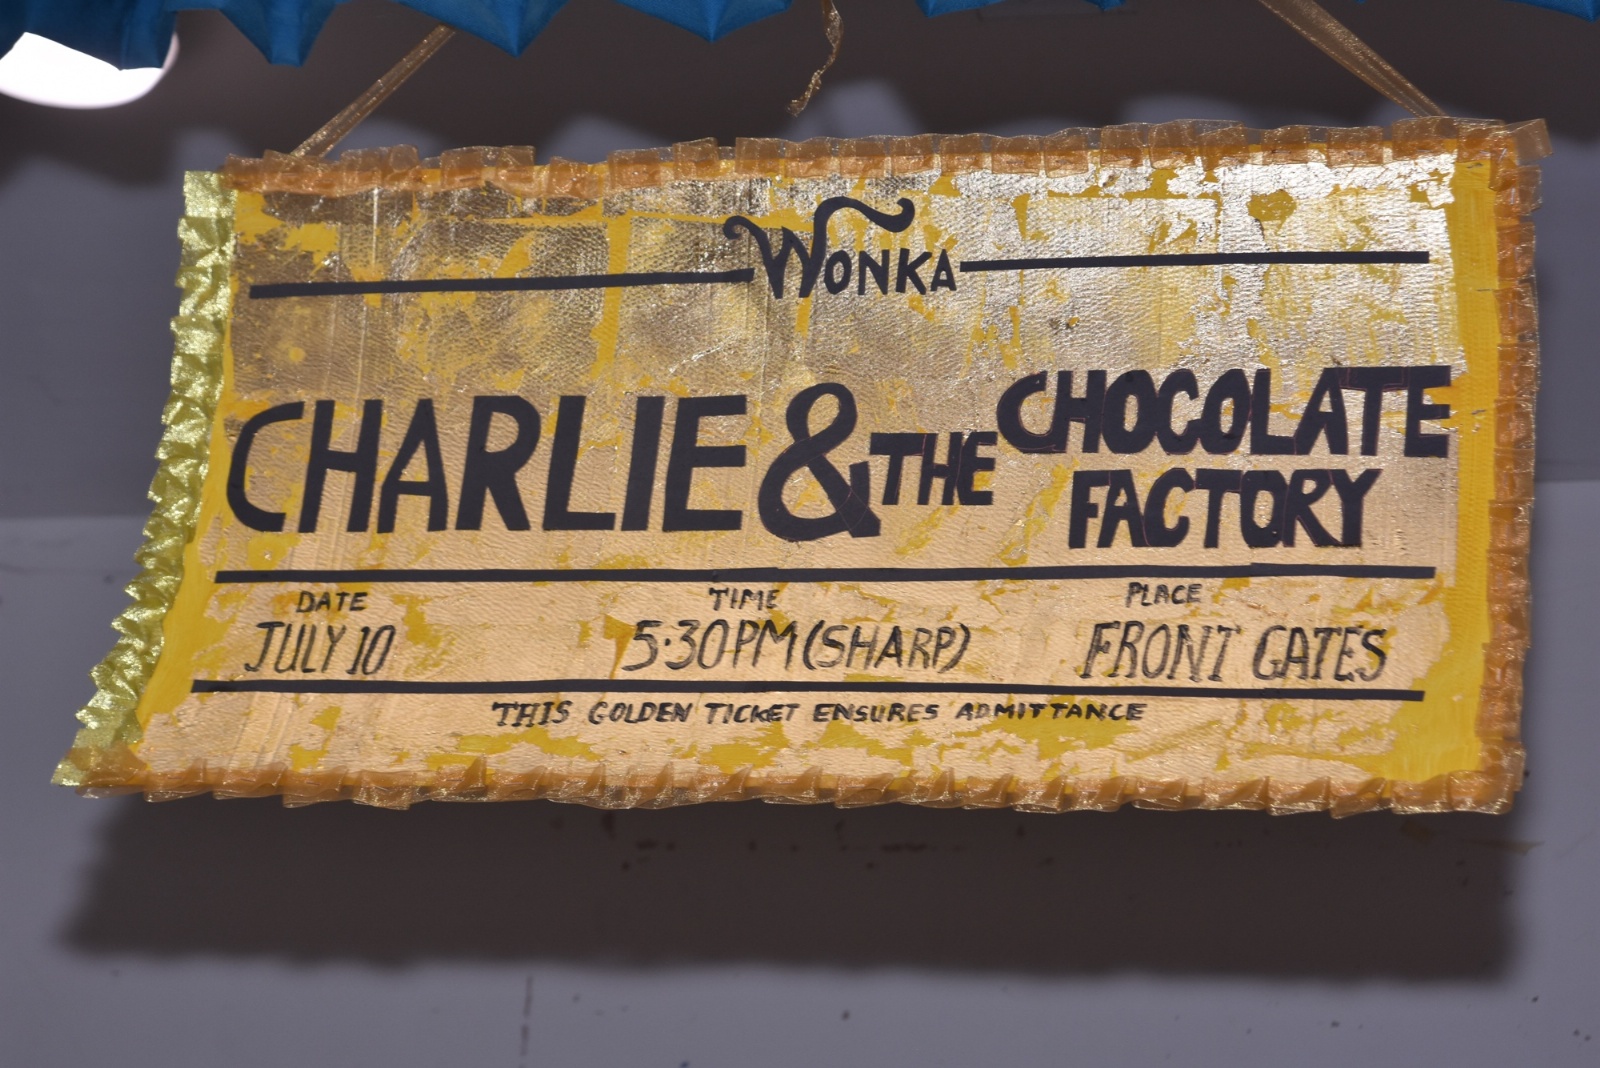 WONKA
CHARLIE & THE CHOCOLATE
FACTORY
DATE TIME PLACE
JULY 10 5.30PM (SHARP) FRONT GATES
THIS GOLDEN TICKET ENSURES ADMITTANCE